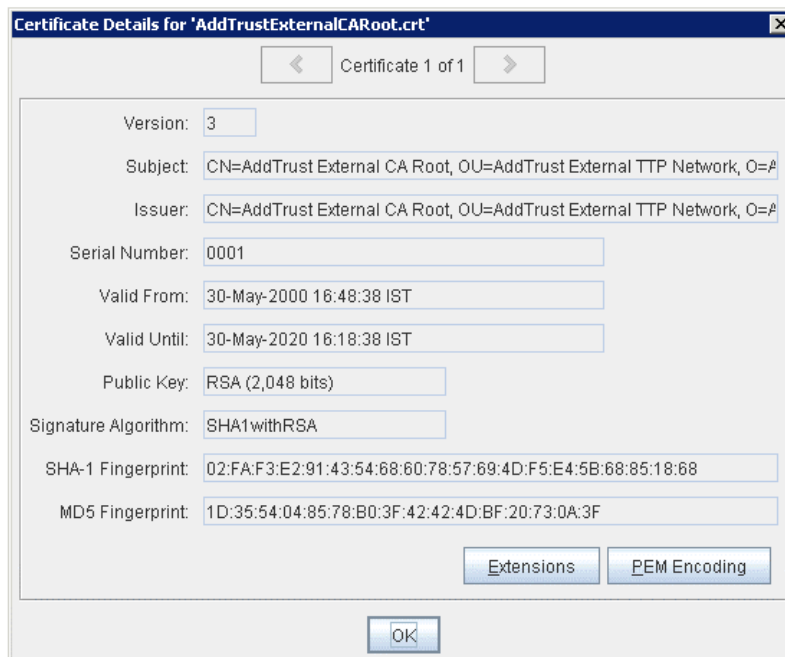 Certificate Details for 'AddTrustExternalCARoot.crt'
Certificate 1 of 1
Version: 3
Subject: CN=AddTrust External CA Root, OU=AddTrust External TTP Network, O=A
Issuer: CN=AddTrust External CA Root, OU=AddTrust External TTP Network, O=A
Serial Number: 0001
Valid From: 30-May-2000 16:48:38 IST
Valid Until: 30-May-2020 16:18:38 IST
Public Key: RSA (2,048 bits)
Signature Algorithm: SHA1withRSA
SHA-1 Fingerprint: 02:FA:F3:E2:91:43:54:68:60:78:57:69:4D:F5:E4:5B:68:85:18:68
MD5 Fingerprint: 1D:35:54:04:85:78:B0:3F:42:42:4D:BF:20:73:0A:3F
Extensions PEM Encoding
OK